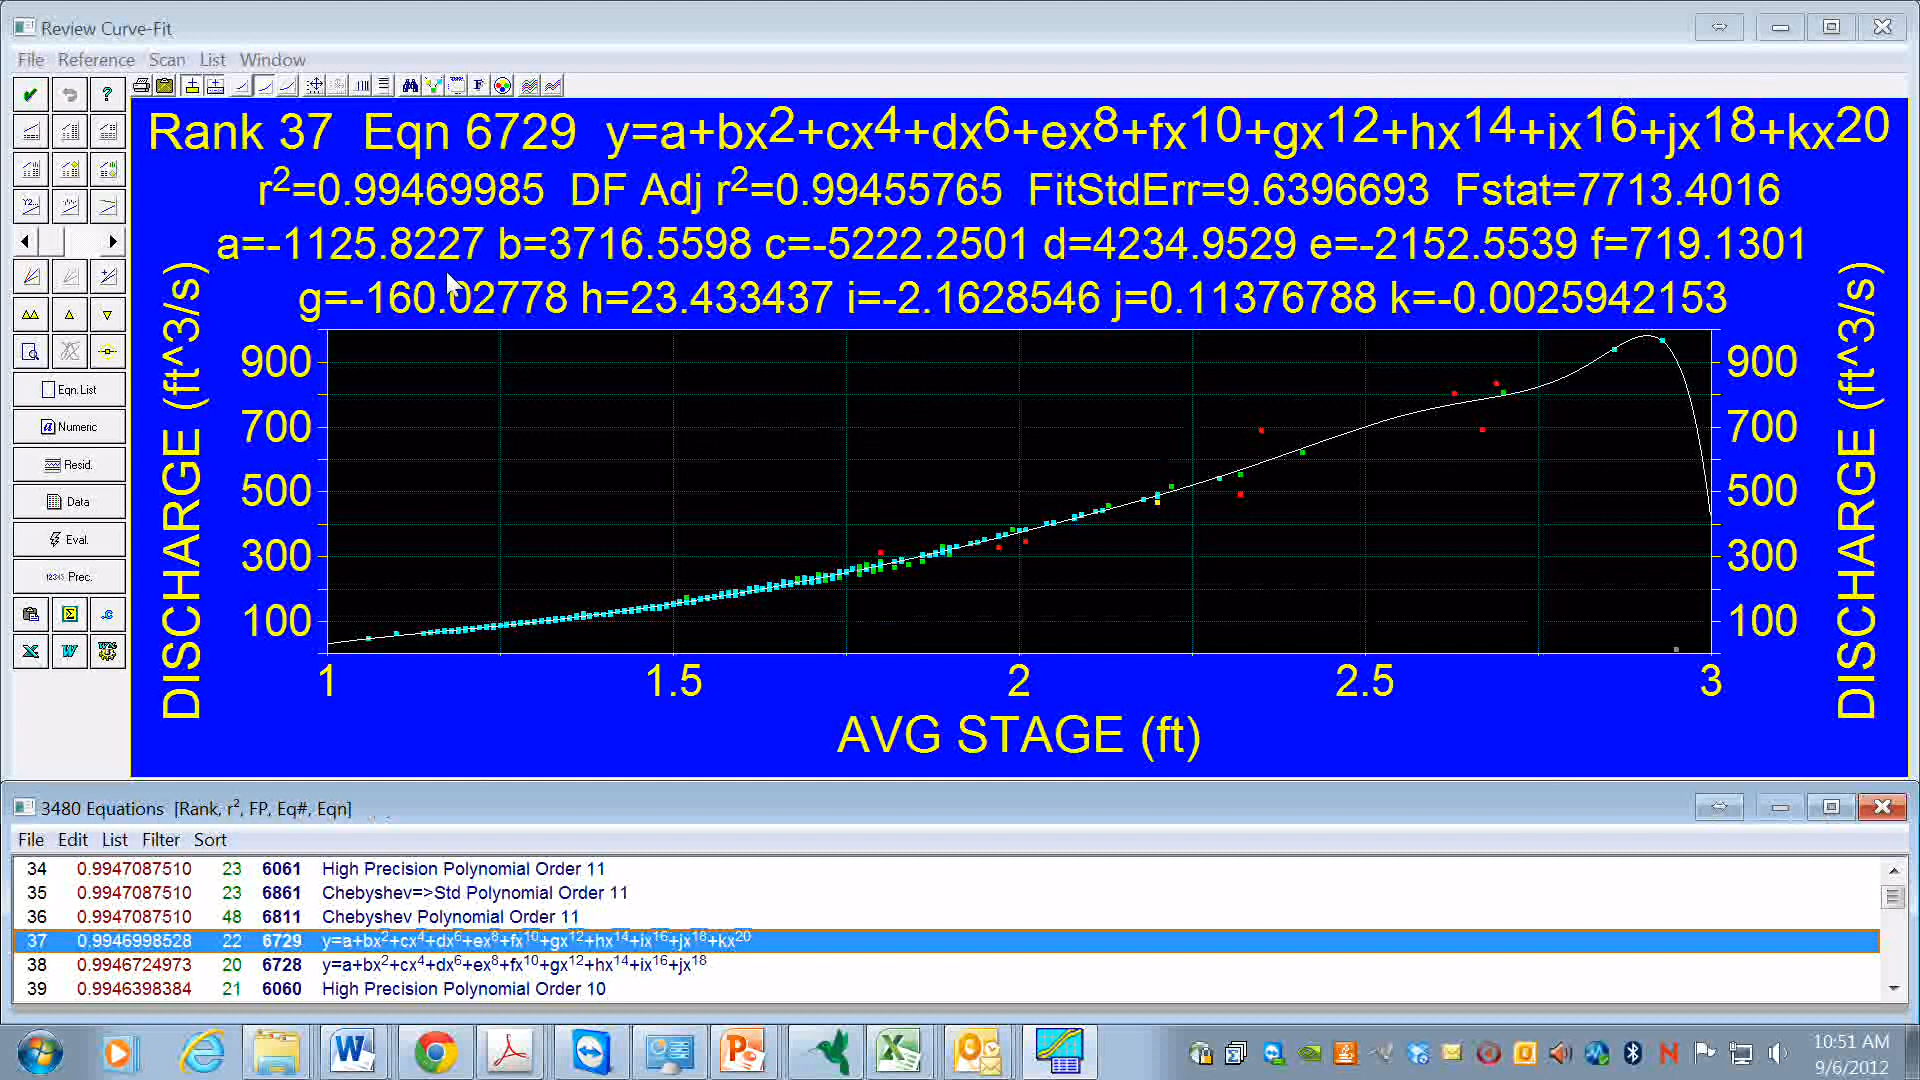 Review Curve-Fit
File Reference Scan List Window
Rank 37 Eqn 6729 y=a+bx2+cx4+dx6+ex8+fx10+gx12+hx14+ix16+jx18+kx20
r2=0.99469985 DF Adj r2=0.99455765 FitStdErr=9.6396693 Fstat=7713.4016
a=-1125.8227 b=3716.5598 c=-5222.2501 d=4234.9529 e=-2152.5539 f=719.1301
g=-160.02778 h=23.433437 i=-2.1628546 j=0.11376788 k=-0.0025942153
DISCHARGE (ft^3/s)
900
700
500
300
100
1 1.5 2 2.5 3
AVG STAGE (ft)
900
700
500
300
100
DISCHARGE (ft^3/s)
Eqn.List
Numeric
Resid.
Data
Eval.
12345 Prec.
3480 Equations [Rank, r2, FP, Eq#, Eqn]
File Edit List Filter Sort
34 0.9947087510 23 6061 High Precision Polynomial Order 11
35 0.9947087510 23 6861 Chebyshev=>Std Polynomial Order 11
36 0.9947087510 48 6811 Chebyshev Polynomial Order 11
37 0.9946998528 22 6729 y=a+bx2+cx4+dx6+ex8+fx10+gx12+hx14+ix16+jx18+kx20
38 0.9946724973 20 6728 y=a+bx2+cx4+dx6+ex8+fx10+gx12+hx14+ix16+jx18
39 0.9946398384 21 6060 High Precision Polynomial Order 10
10:51 AM
9/6/2012